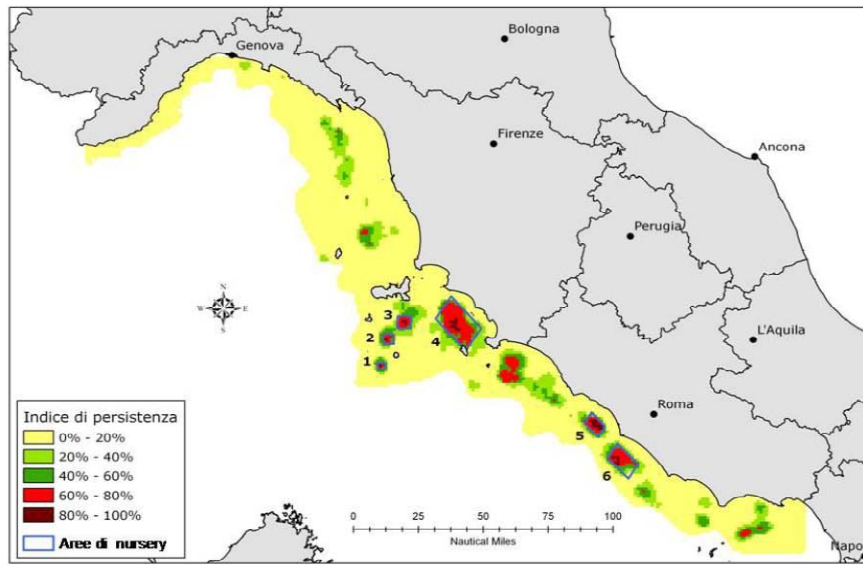 Bologna
Genova
Firenze
Ancona
Perugia
N
W E
S
3
4
2
1
L'Aquila
Roma
5
6
Indice di persistenza
0% - 20%
20% - 40%
40% - 60%
60% - 80%
80% - 100%
Aree di nursery
0 25 50 100
Nautical Miles
Napo